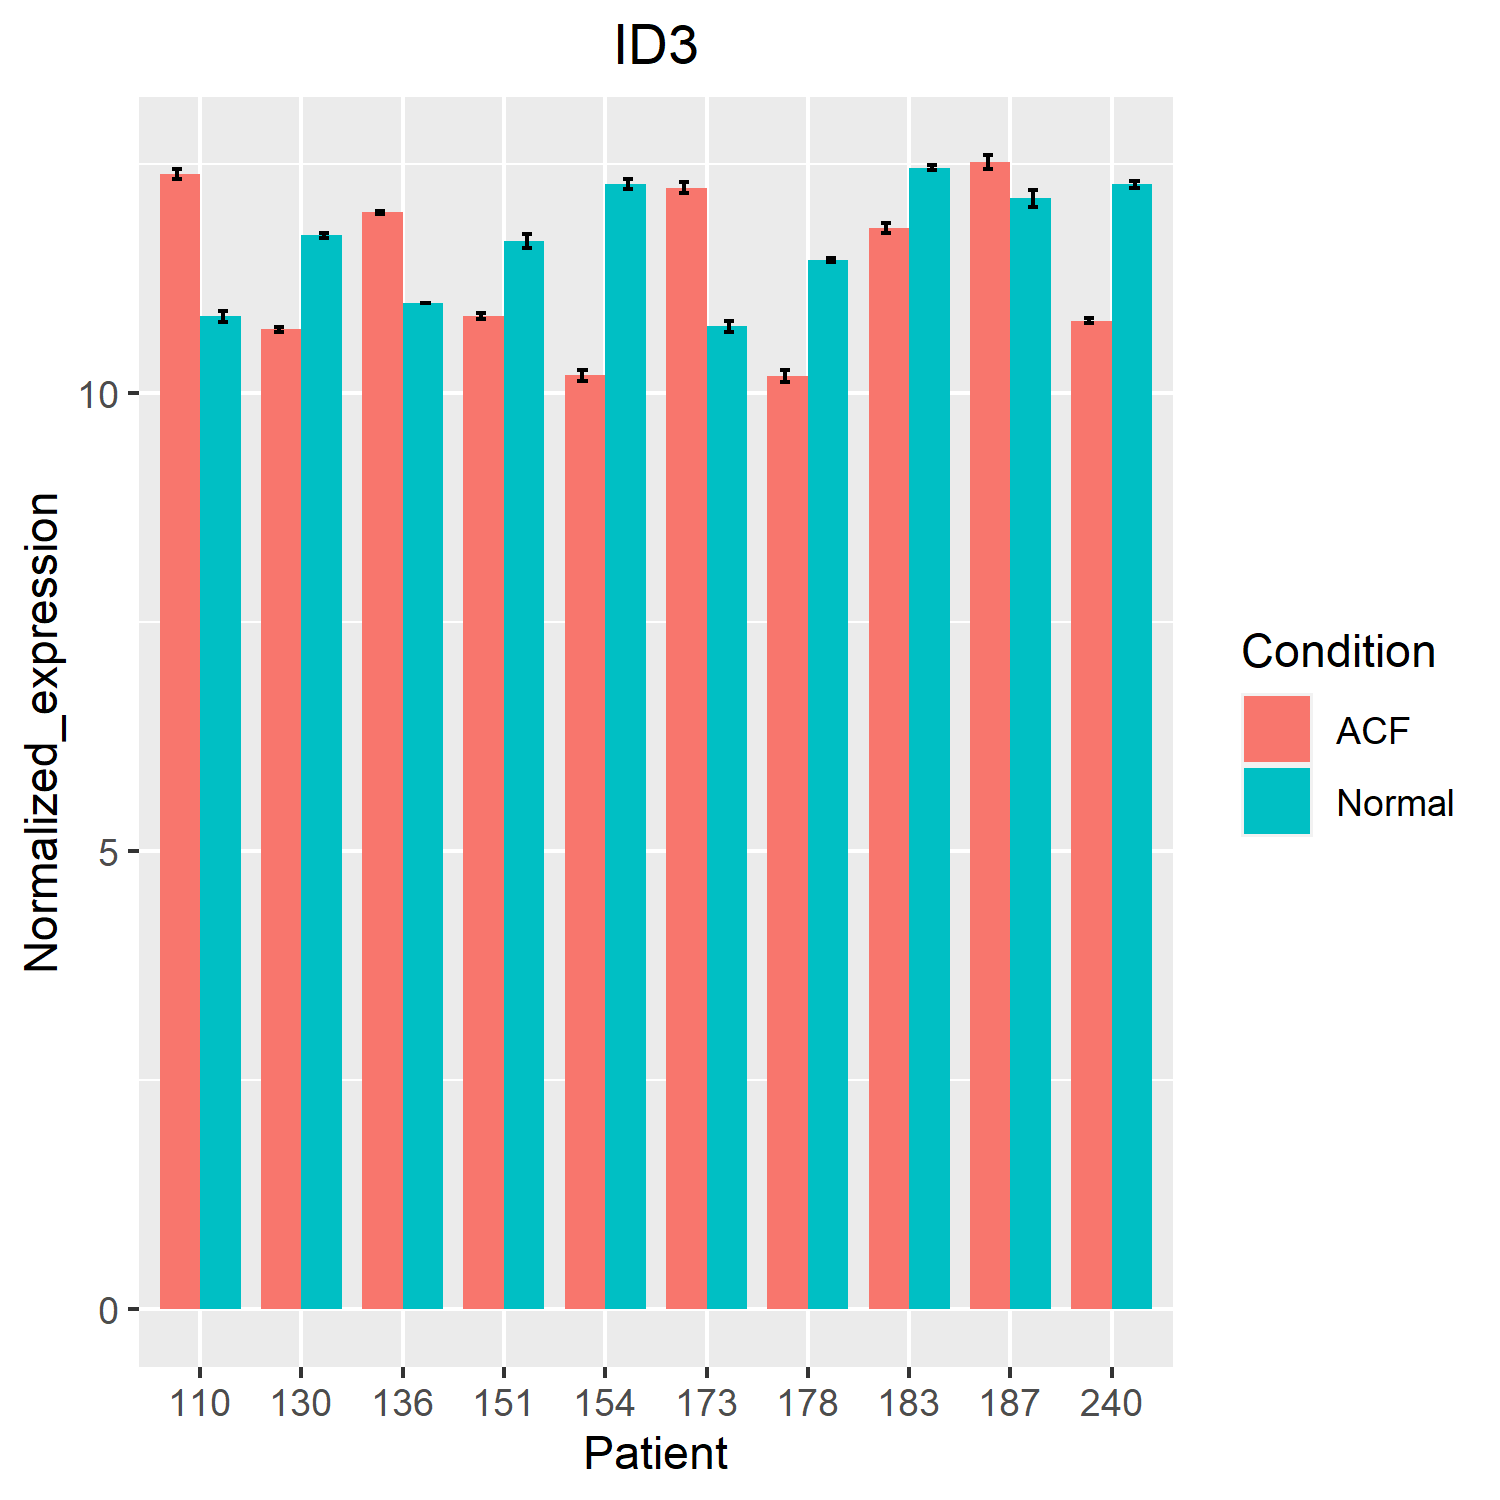 ID3
Normalized_expression
10
5
0
110 130 136 151 154 173 178 183 187 240
Patient
Condition
ACF
Normal